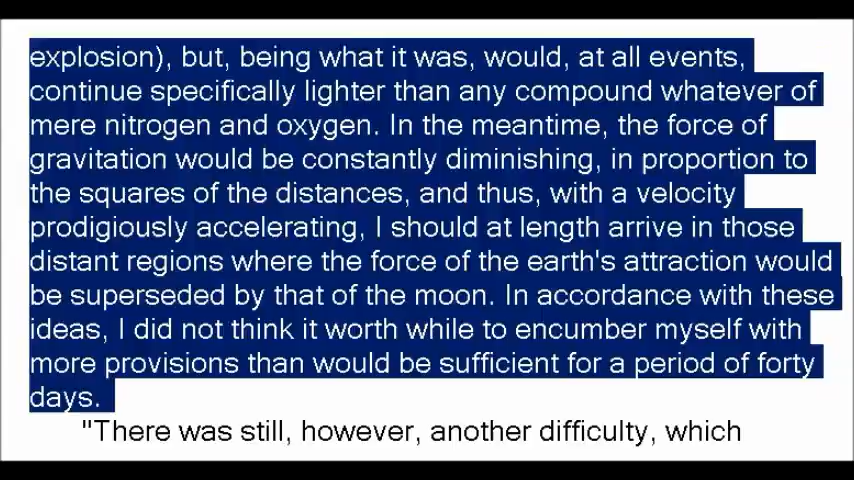 explosion), but, being what it was, would, at all events,
continue specifically lighter than any compound whatever of
mere nitrogen and oxygen. In the meantime, the force of
gravitation would be constantly diminishing, in proportion to
the squares of the distances, and thus, with a velocity
prodigiously accelerating, I should at length arrive in those
distant regions where the force of the earth's attraction would
be superseded by that of the moon. In accordance with these
ideas, I did not think it worth while to encumber myself with
more provisions than would be sufficient for a period of forty
days.
"There was still, however, another difficulty, which